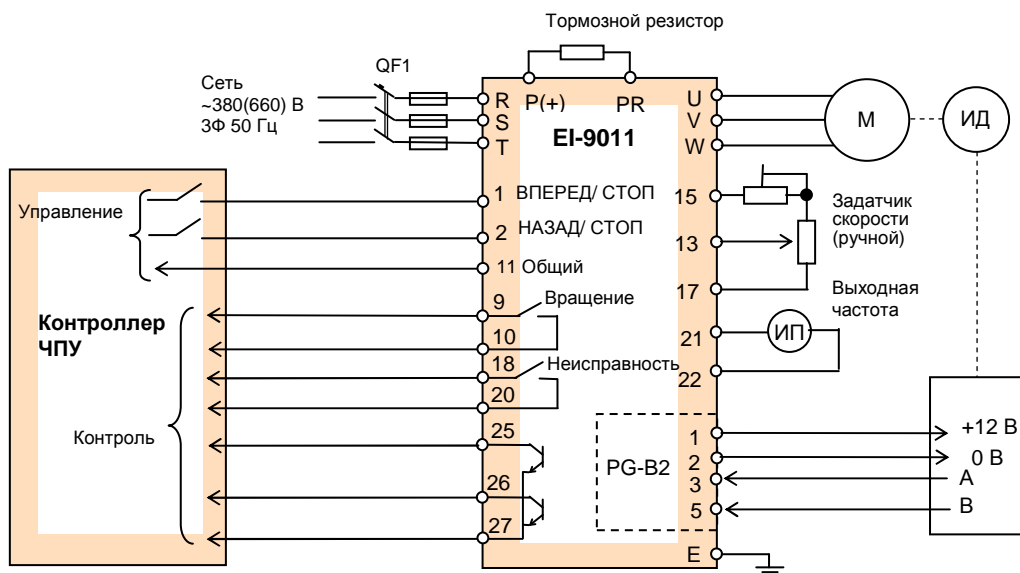 Тормозной резистор
QF1
Сеть
~380(660) В
3Ф 50 Гц
R
S
T
P(+)
PR
EI-9011
U
V
W
М
ИД
Управление
1
ВПЕРЕД/ СТОП
2
НАЗАД/ СТОП
11
Общий
15
13
17
Задатчик
скорости
(ручной)
Контроллер
ЧПУ
Контроль
9
Вращение
10
18
Неисправность
20
25
26
27
Выходная
частота
21
ИП
22
PG-B2
1
2
3
5
E
+12 В
0 В
А
В